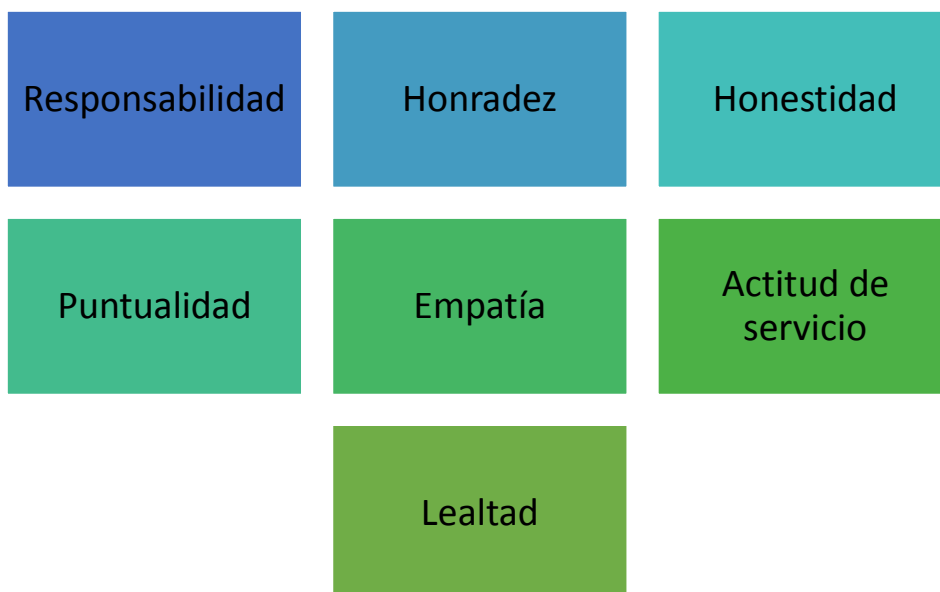 Responsabilidad
Honradez
Honestidad
Puntualidad
Empatía
Actitud de
servicio
Lealtad